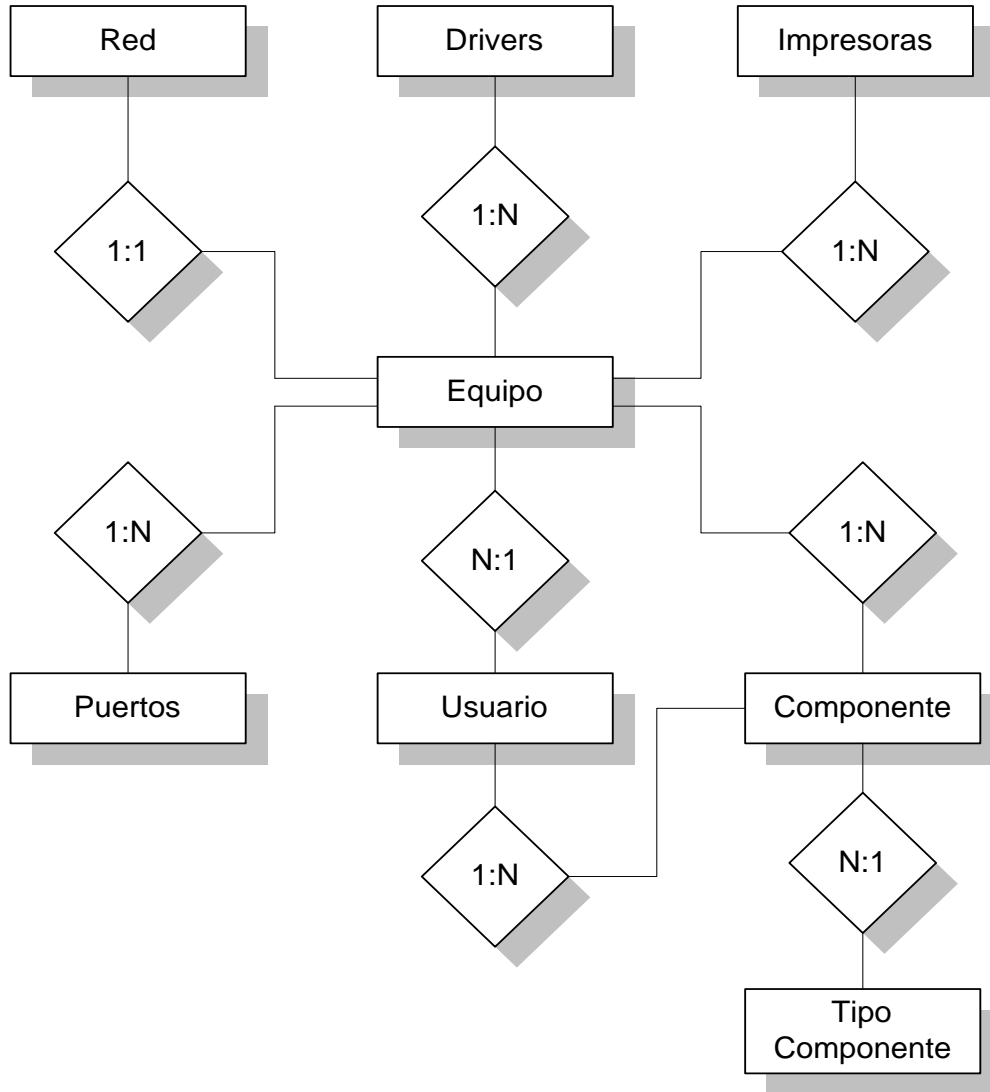 Red
Drivers
Impresoras
1:N
1:1
1:N
Equipo
1:N
N:1
1:N
Puertos
Usuario
Componente
1:N
N:1
Tipo
Componente